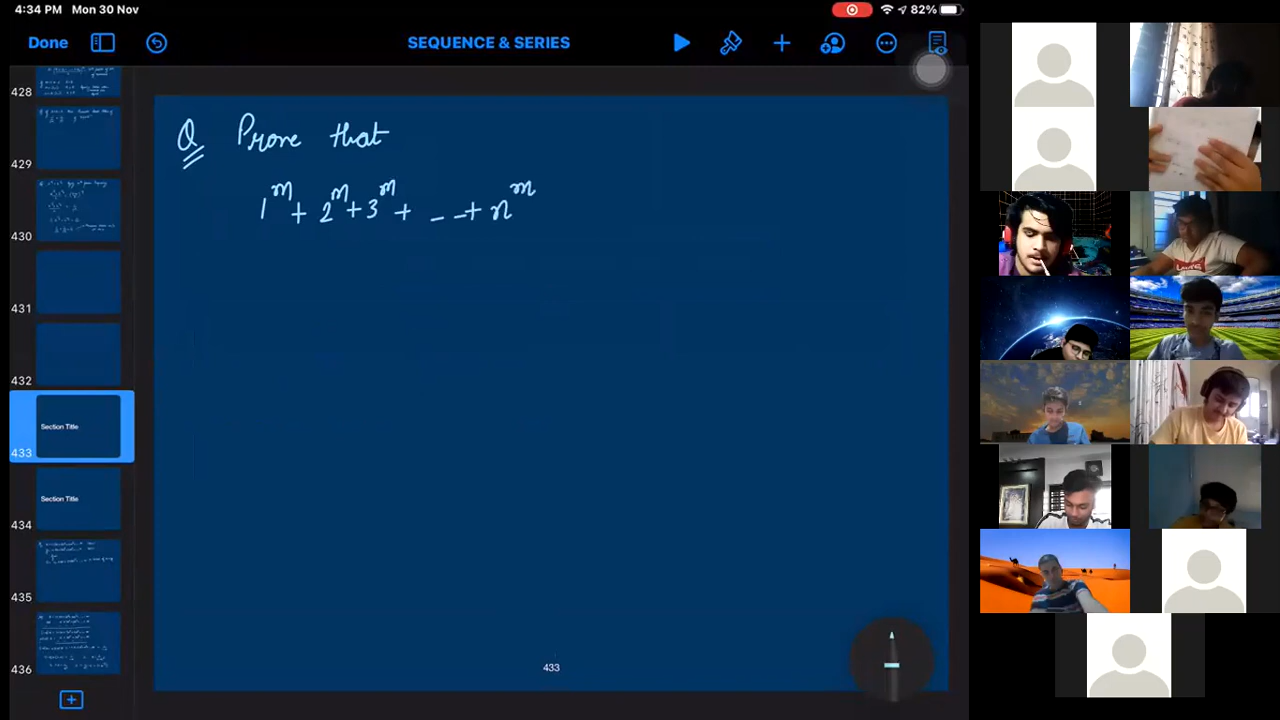 4:34 PM Mon 30 Nov
82%
Done
SEQUENCE & SERIES
428
429
430
431
432
Section Title
433
Section Title
434
435
436
Q Prove that
1^m + 2^m + 3^m + - - + n^m
433